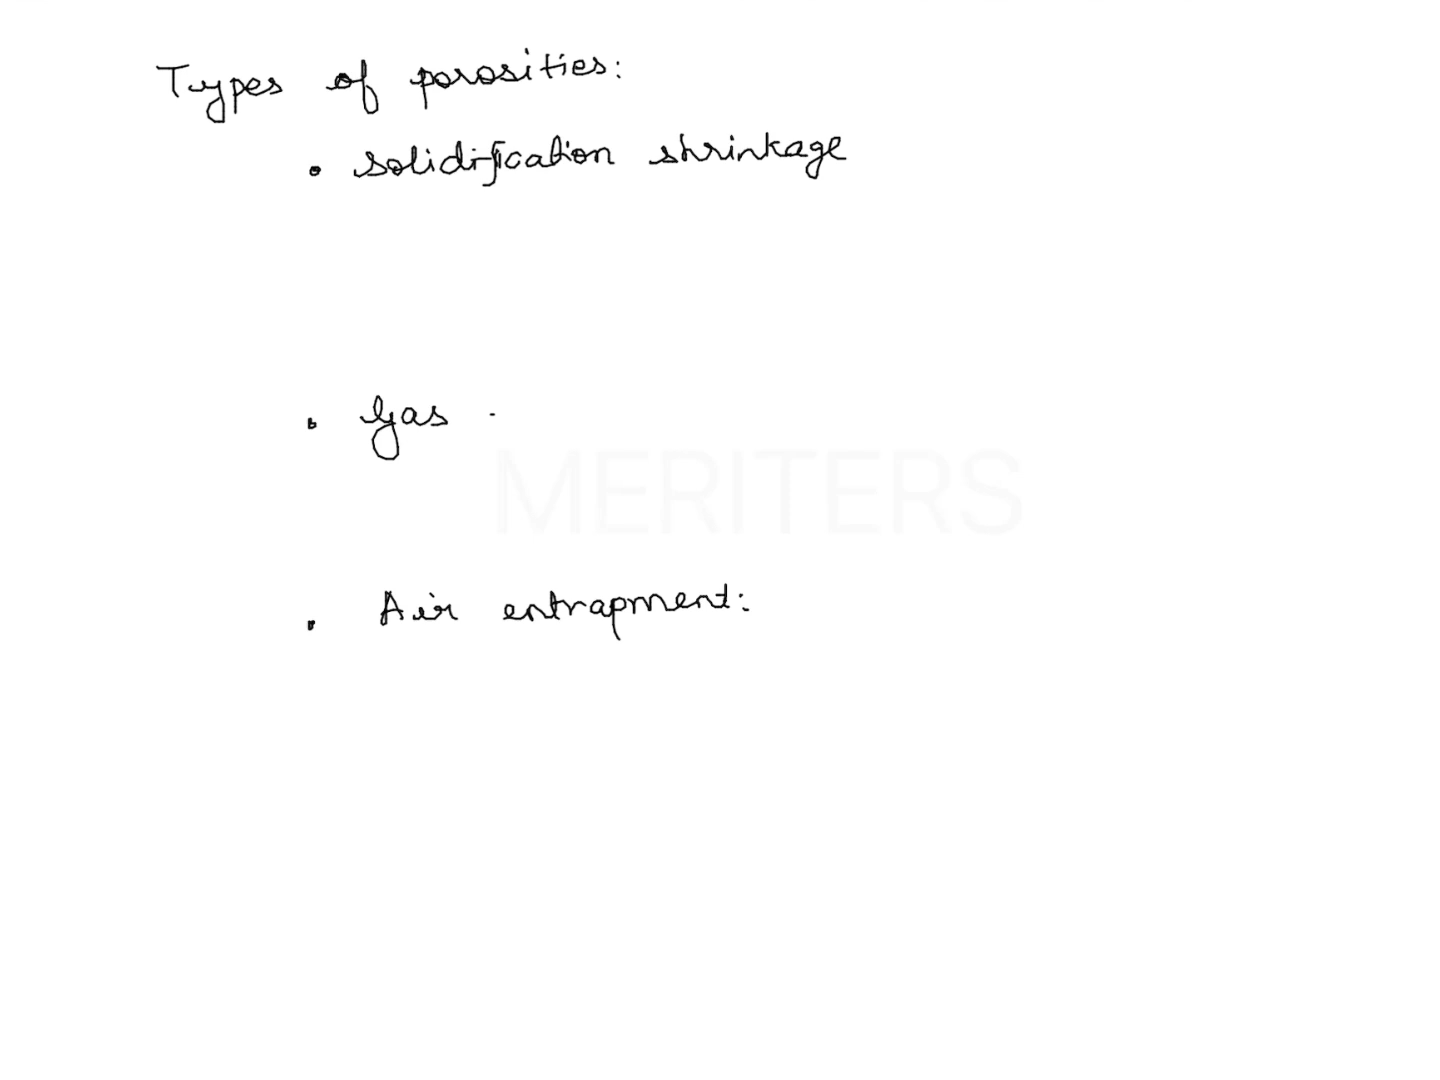 Types of porosities:
• solidification shrinkage
• Gas -
MERITERS
• Air entrapment: